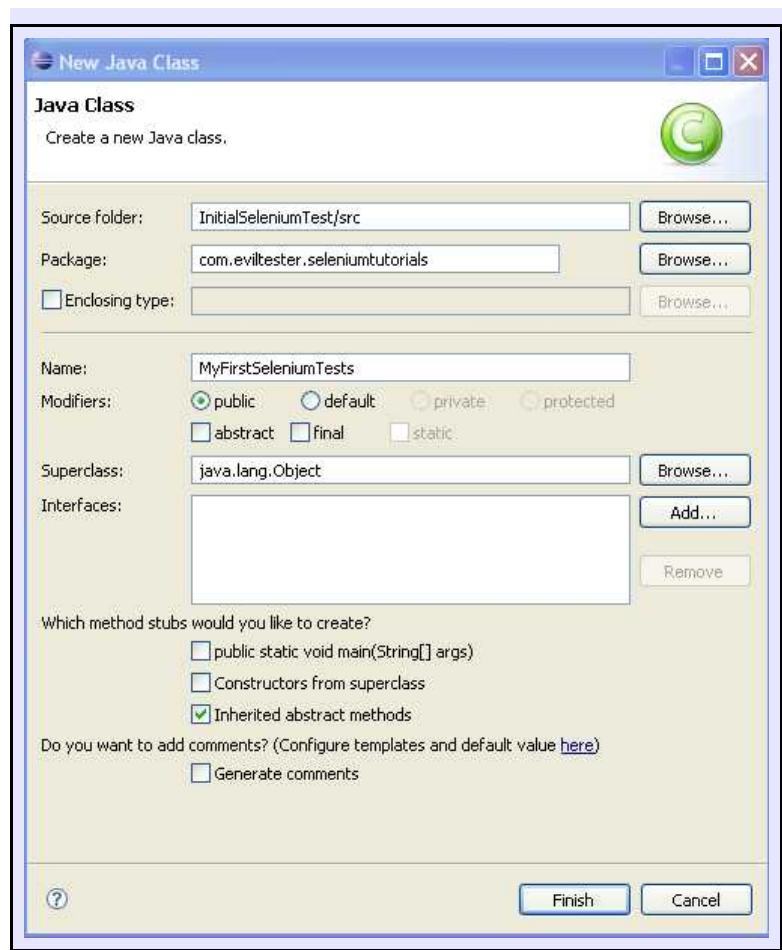 New Java Class
Java Class
Create a new Java class.
Source folder: InitialSeleniumTest/src Browse...
Package: com.eviltester.seleniumtutorials Browse...
Enclosing type: Browse...
Name: MyFirstSeleniumTests
Modifiers: public default private protected
abstract final static
Superclass: java.lang.Object Browse...
Interfaces: Add...
Remove
Which method stubs would you like to create?
public static void main(String[] args)
Constructors from superclass
Inherited abstract methods
Do you want to add comments? (Configure templates and default value here)
Generate comments
? Finish Cancel